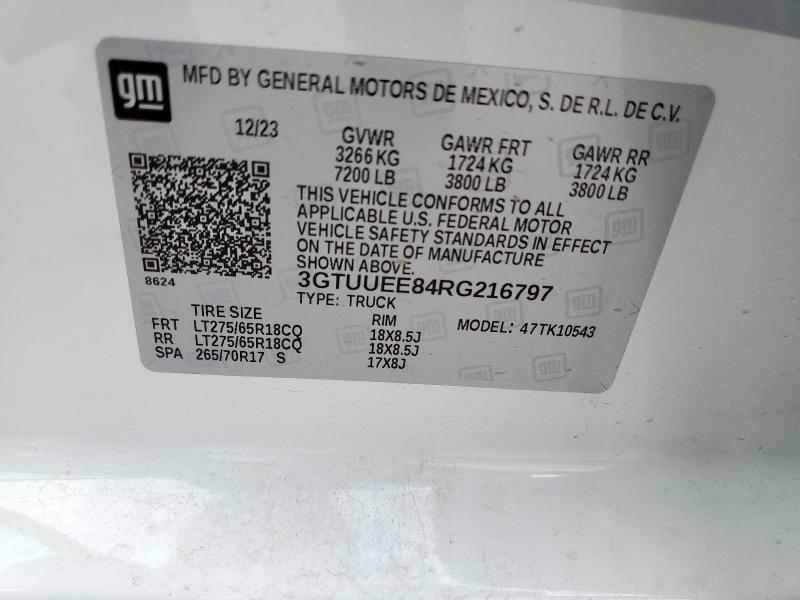 gm MFD BY GENERAL MOTORS DE MEXICO, S. DE R.L. DE C.V.
12/23 GVWR GAWR FRT GAWR RR
3266 KG 1724 KG 1724 KG
7200 LB 3800 LB 3800 LB
THIS VEHICLE CONFORMS TO ALL
APPLICABLE U.S. FEDERAL MOTOR
VEHICLE SAFETY STANDARDS IN EFFECT
ON THE DATE OF MANUFACTURE
SHOWN ABOVE.
8624 3GTUUEE84RG216797
TYPE: TRUCK
TIRE SIZE RIM MODEL: 47TK10543
FRT LT275/65R18CQ 18X8.5J
RR LT275/65R18CQ 18X8.5J
SPA 265/70R17 S 17X8J